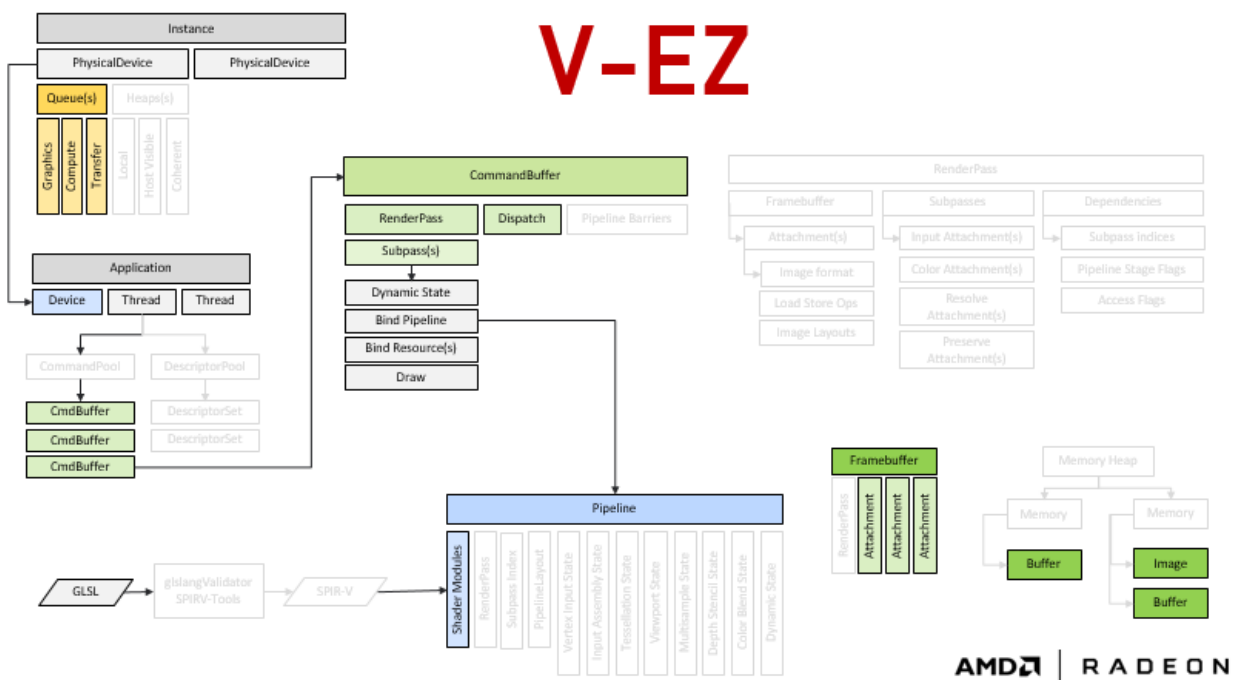 V-EZ
Instance
PhysicalDevice
PhysicalDevice
Queue(s)
Heaps(s)
Graphics
Compute
Transfer
Local
Host Visible
Coherent
Application
Device
Thread
Thread
CommandPool
DescriptorPool
CmdBuffer
DescriptorSet
CmdBuffer
DescriptorSet
CmdBuffer
CommandBuffer
RenderPass
Dispatch
Pipeline Barriers
Subpass(s)
Dynamic State
Bind Pipeline
Bind Resource(s)
Draw
RenderPass
Framebuffer
Subpasses
Dependencies
Attachment(s)
Input Attachment(s)
Subpass indices
Image format
Color Attachment(s)
Pipeline Stage Flags
Load Store Ops
Resolve
Attachment(s)
Access Flags
Image Layouts
Preserve
Attachment(s)
GLSL
glslangValidator
SPIRV-Tools
SPIR-V
Pipeline
Shader Modules
RenderPass
Subpass Index
PipelineLayout
Vertex Input State
Input Assembly State
Tessellation State
Viewport State
Multisample State
Depth Stencil State
Color Blend State
Dynamic State
Framebuffer
RenderPass
Attachment
Attachment
Attachment
Memory Heap
Memory
Memory
Buffer
Image
Buffer
AMD RADEON